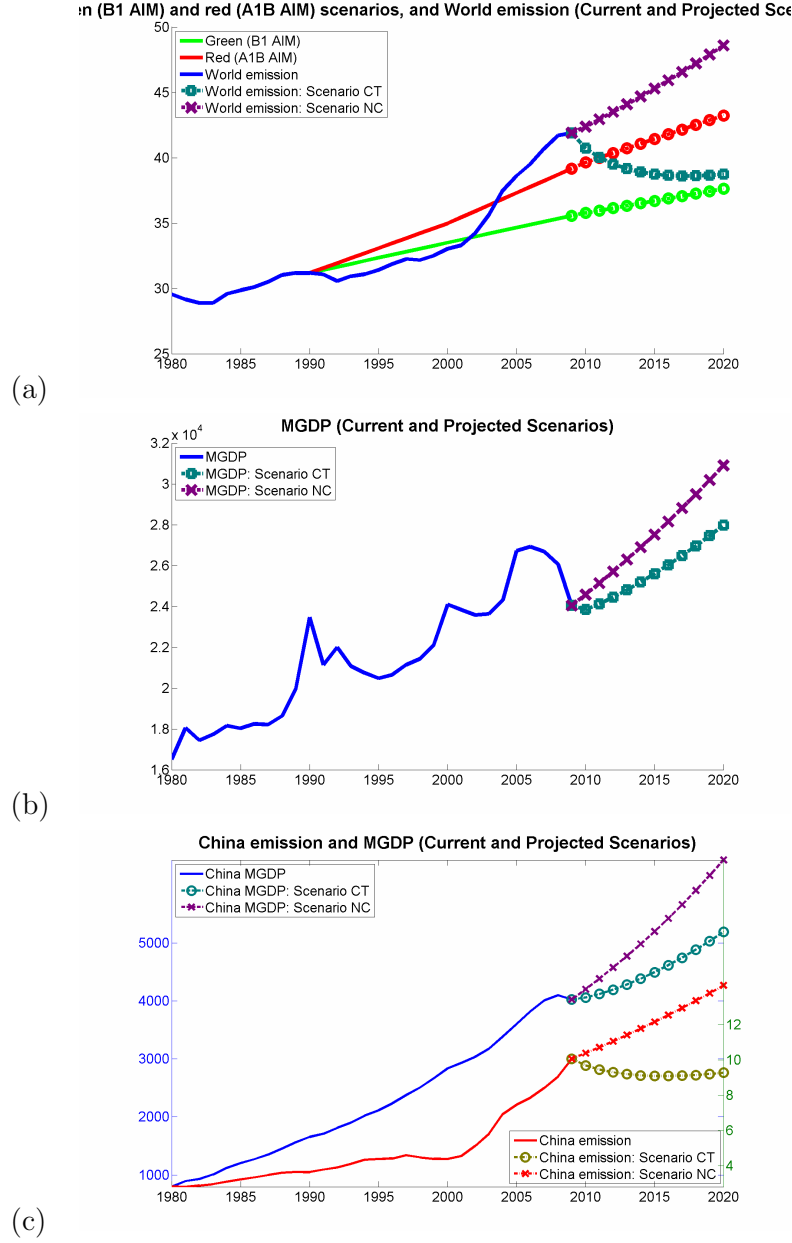 en (B1 AIM) and red (A1B AIM) scenarios, and World emission (Current and Projected Sce
Green (B1 AIM)
Red (A1B AIM)
World emission
World emission: Scenario CT
World emission: Scenario NC
50
45
40
35
30
25
1980 1985 1990 1995 2000 2005 2010 2015 2020
(a)
MGDP (Current and Projected Scenarios)
x 10^4
MGDP
MGDP: Scenario CT
MGDP: Scenario NC
3.2
3
2.8
2.6
2.4
2.2
2
1.8
1.6
1980 1985 1990 1995 2000 2005 2010 2015 2020
(b)
China emission and MGDP (Current and Projected Scenarios)
China MGDP
China MGDP: Scenario CT
China MGDP: Scenario NC
5000
4000
3000
2000
1000
12
10
8
6
4
China emission
China emission: Scenario CT
China emission: Scenario NC
1980 1985 1990 1995 2000 2005 2010 2015 2020
(c)